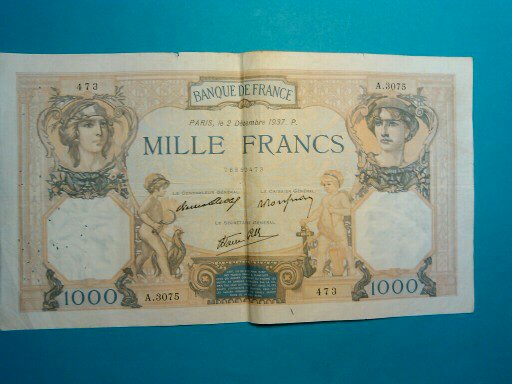 473
A.3075
BANQUE DE FRANCE
PARIS, le 2 Décembre 1937. P.
MILLE FRANCS
LE CONTROLEUR GÉNÉRAL,
LE CAISSIER GÉNÉRAL,
LE SECRÉTAIRE GÉNÉRAL,
1000
A.3075
473
1000